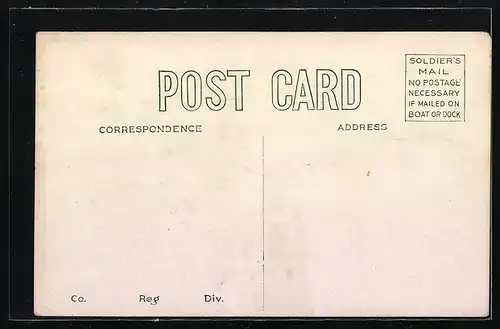 POST CARD
SOLDIER'S
MAIL
NO POSTAGE
NECESSARY
IF MAILED ON
BOAT OR DOCK
CORRESPONDENCE
ADDRESS
Co. Reg Div.